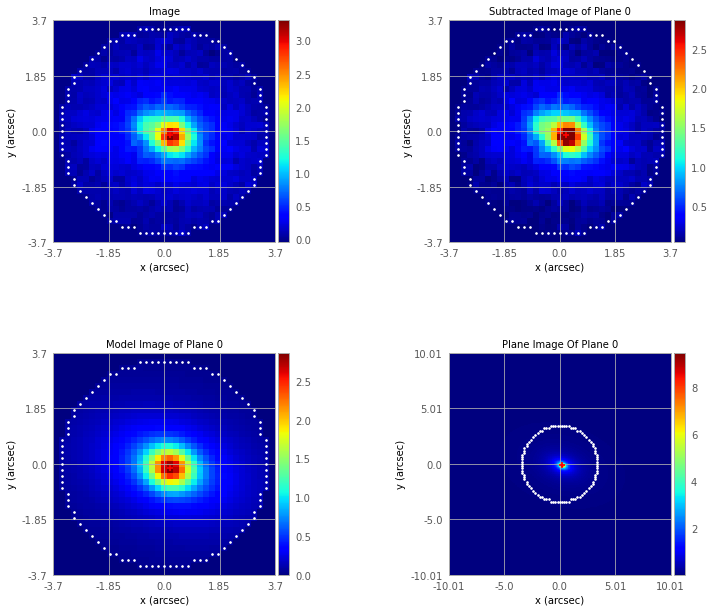 Image
3.7
1.85
0.0
-1.85
-3.7
y (arcsec)
-3.7 -1.85 0.0 1.85 3.7
x (arcsec)
3.0
2.5
2.0
1.5
1.0
0.5
0.0
Subtracted Image of Plane 0
3.7
1.85
0.0
-1.85
-3.7
y (arcsec)
-3.7 -1.85 0.0 1.85 3.7
x (arcsec)
2.5
2.0
1.5
1.0
0.5
Model Image of Plane 0
3.7
1.85
0.0
-1.85
-3.7
y (arcsec)
-3.7 -1.85 0.0 1.85 3.7
x (arcsec)
2.5
2.0
1.5
1.0
0.5
0.0
Plane Image Of Plane 0
10.01
5.01
0.0
-5.0
-10.01
y (arcsec)
-10.01 -5.0 0.0 5.01 10.01
x (arcsec)
8
6
4
2